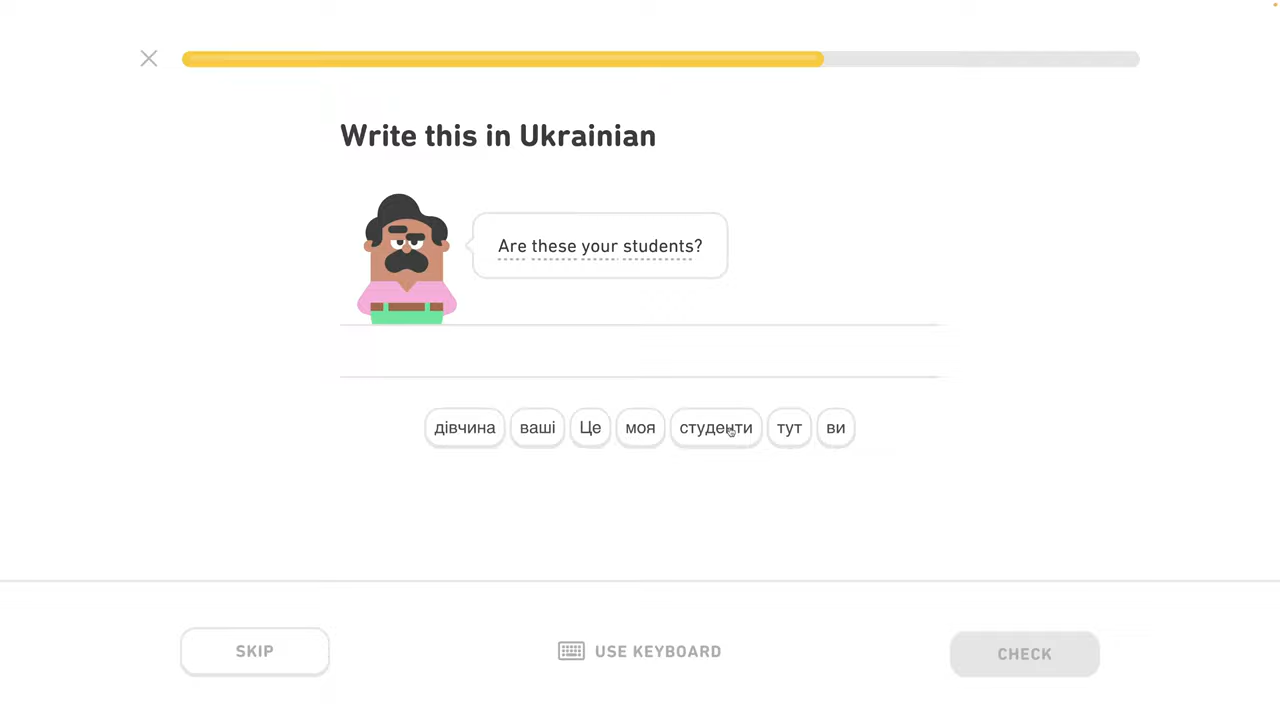 Write this in Ukrainian
Are these your students?
дівчина ваші Це моя студенти тут ви
SKIP USE KEYBOARD CHECK